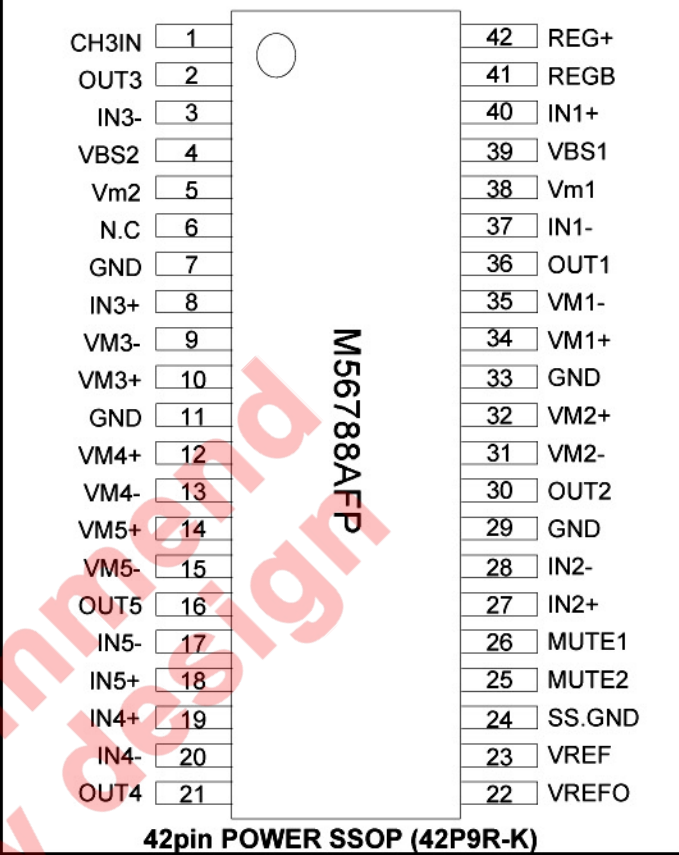 CH3IN 1 42 REG+
OUT3 2 41 REGB
IN3- 3 40 IN1+
VBS2 4 39 VBS1
Vm2 5 38 Vm1
N.C 6 37 IN1-
GND 7 36 OUT1
IN3+ 8 35 VM1-
VM3- 9 34 VM1+
VM3+ 10 33 GND
GND 11 32 VM2+
VM4+ 12 31 VM2-
VM4- 13 30 OUT2
VM5+ 14 29 GND
VM5- 15 28 IN2-
OUT5 16 27 IN2+
IN5- 17 26 MUTE1
IN5+ 18 25 MUTE2
IN4+ 19 24 SS.GND
IN4- 20 23 VREF
OUT4 21 22 VREFO
M56788AFP
42pin POWER SSOP (42P9R-K)
design